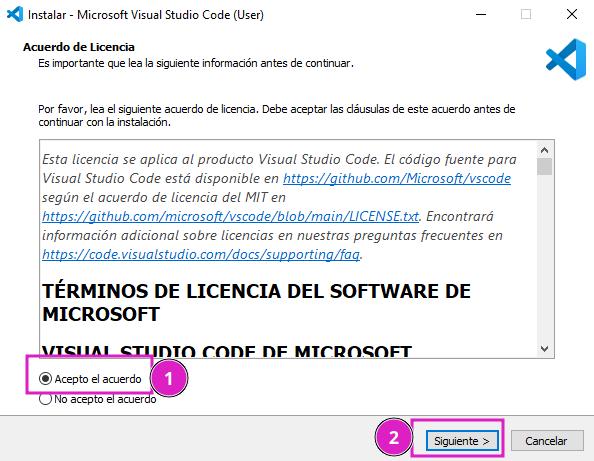 Instalar - Microsoft Visual Studio Code (User)
Acuerdo de Licencia
Es importante que lea la siguiente información antes de continuar.
Por favor, lea el siguiente acuerdo de licencia. Debe aceptar las cláusulas de este acuerdo antes de
continuar con la instalación.
Esta licencia se aplica al producto Visual Studio Code. El código fuente para
Visual Studio Code está disponible en https://github.com/Microsoft/vscode
según el acuerdo de licencia del MIT en
https://github.com/microsoft/vscode/blob/main/LICENSE.txt. Encontrará
información adicional sobre licencias en nuestras preguntas frecuentes en
https://code.visualstudio.com/docs/supporting/faq.
TÉRMINOS DE LICENCIA DEL SOFTWARE DE
MICROSOFT
VISUAL STUDIO CODE DE MICROSOFT
Acepto el acuerdo 1
No acepto el acuerdo
2 Siguiente > Cancelar